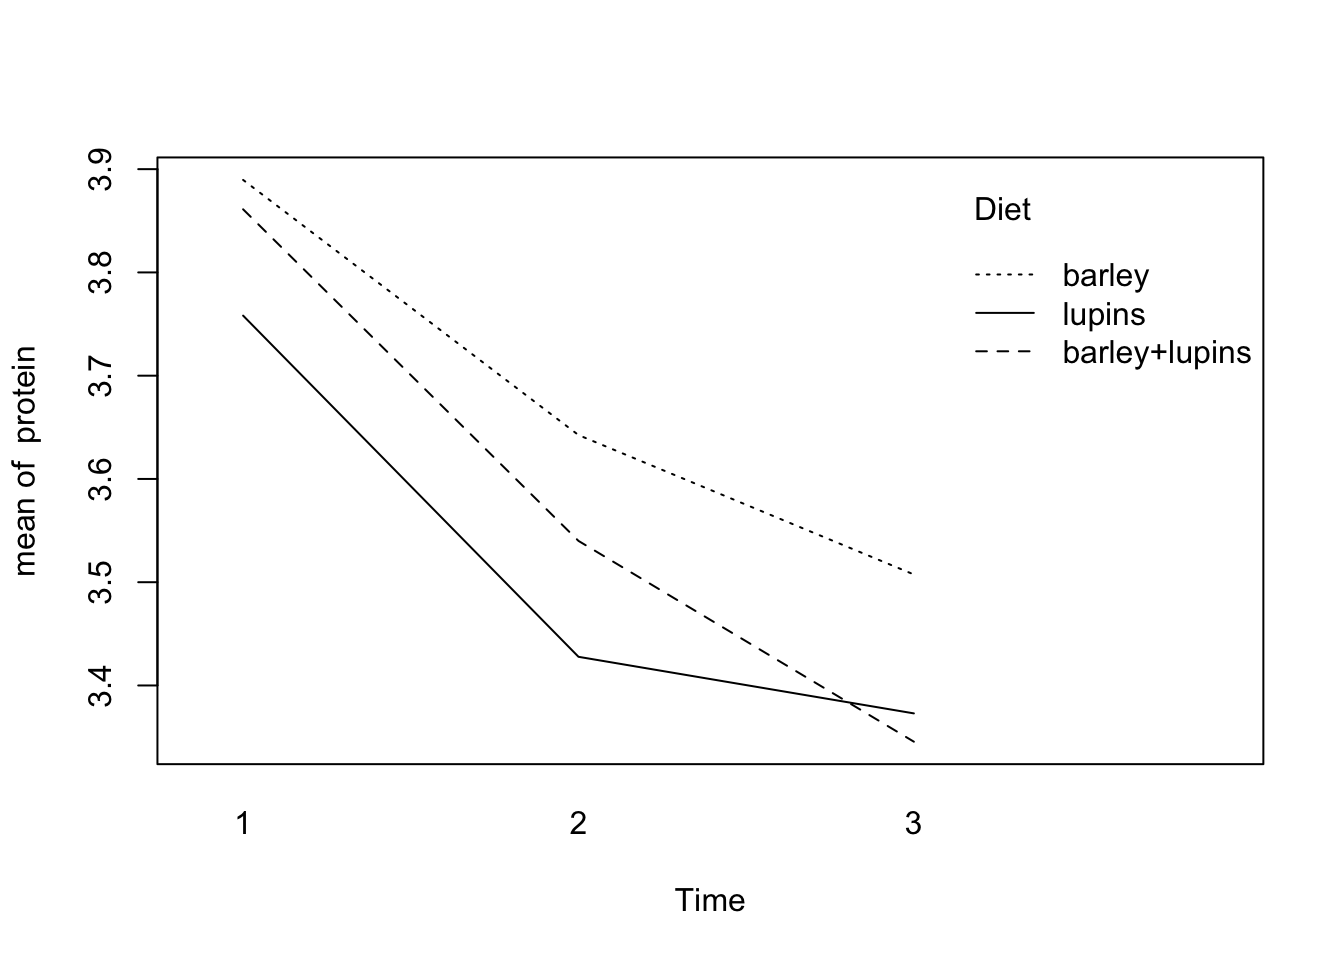 mean of  protein
3.9
3.8
3.7
3.6
3.5
3.4
Diet
barley
lupins
barley+lupins
1 2 3
Time